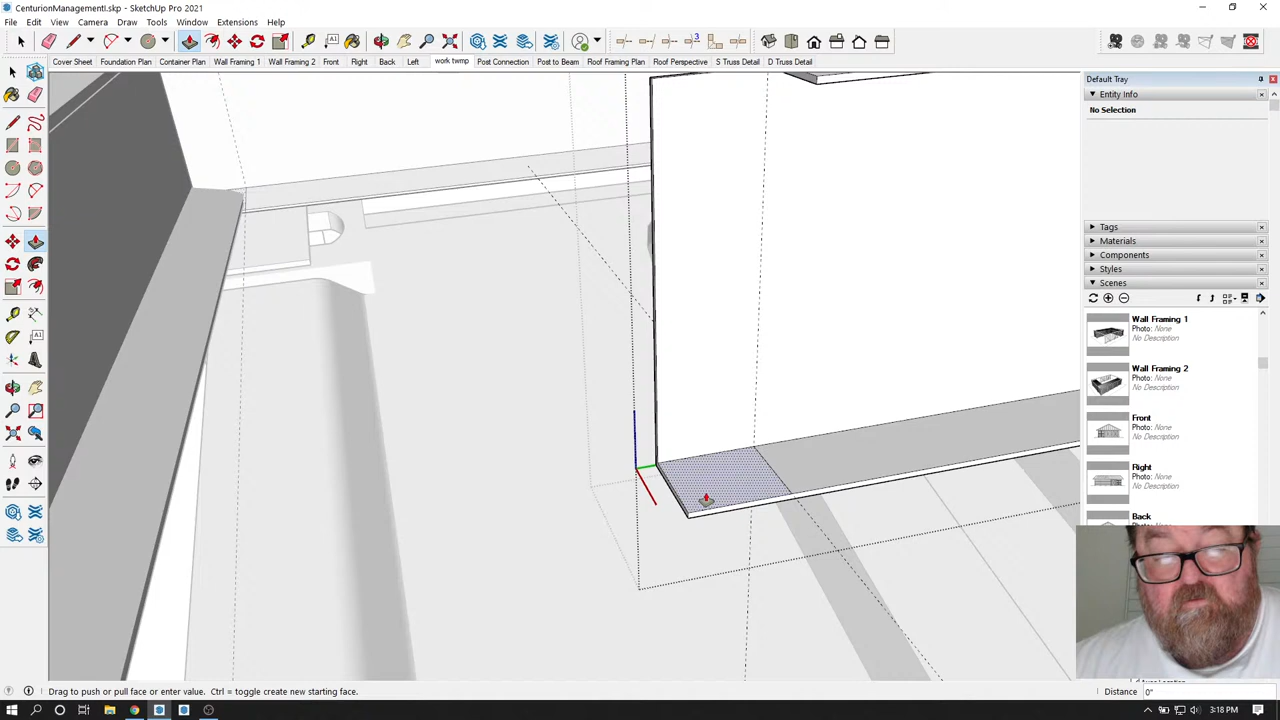 CenturionManagementi.skp - SketchUp Pro 2021
File Edit View Camera Draw Tools Window Extensions Help
Cover Sheet Foundation Plan Container Plan Wall Framing 1 Wall Framing 2 Front Right Back Left work twmp Post Connection Post to Beam Roof Framing Plan Roof Perspective S Truss Detail D Truss Detail
Default Tray
Entity Info
No Selection
Tags
Materials
Components
Styles
Scenes
Wall Framing 1
Photo: None
No Description
Wall Framing 2
Photo: None
No Description
Front
Photo: None
No Description
Right
Photo: None
No Description
Back
Drag to push or pull face or enter value. Ctrl = toggle create new starting face.
Distance 0"
3:18 PM